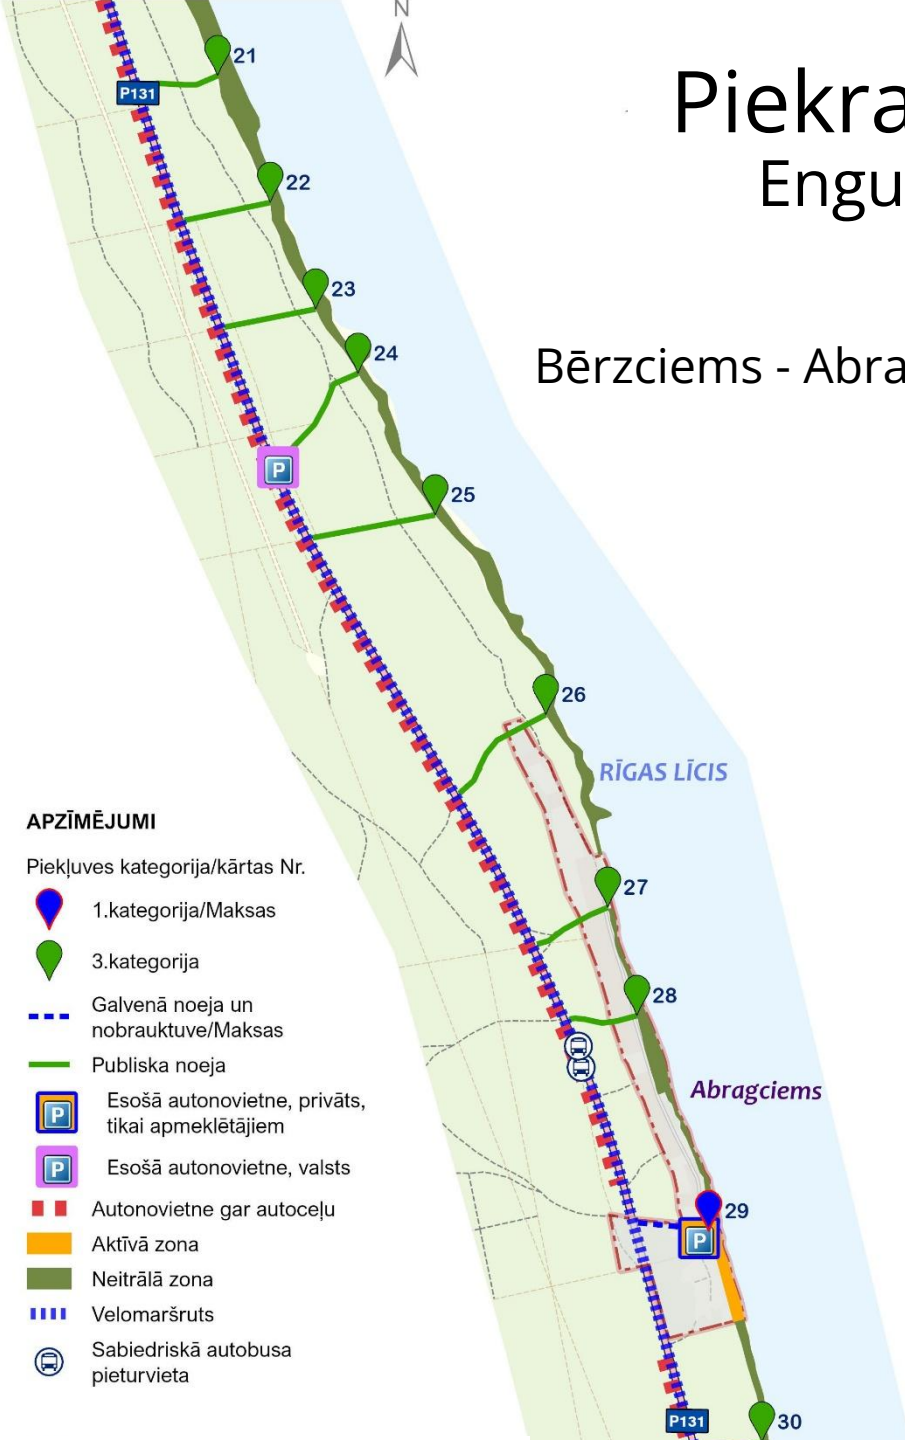 N
Piekra
Engu
Bērzciems - Abra
21
P131
22
23
24
P
25
26
RĪGAS LĪCIS
27
28
Abragciems
29
P
P131
30
APZĪMĒJUMI
Piekļuves kategorija/kārtas Nr.
1.kategorija/Maksas
3.kategorija
Galvenā noeja un
nobrauktuve/Maksas
Publiska noeja
P
Esošā autonovietne, privāts,
tikai apmeklētājiem
P
Esošā autonovietne, valsts
Autonovietne gar autoceļu
Aktīvā zona
Neitrālā zona
Velomaršruts
Sabiedriskā autobusa
pieturvieta